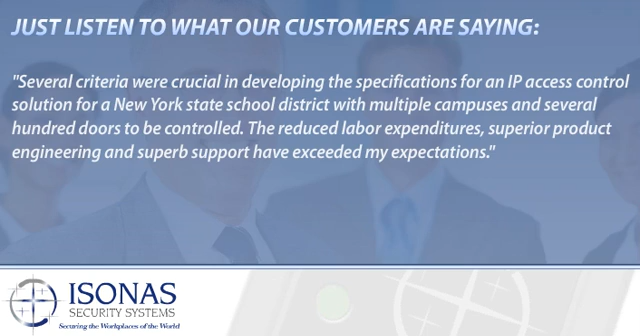 JUST LISTEN TO WHAT OUR CUSTOMERS ARE SAYING:
"Several criteria were crucial in developing the specifications for an IP access control
solution for a New York state school district with multiple campuses and several
hundred doors to be controlled. The reduced labor expenditures, superior product
engineering and superb support have exceeded my expectations."
ISONAS
SECURITY SYSTEMS
Securing the Workplaces of the World